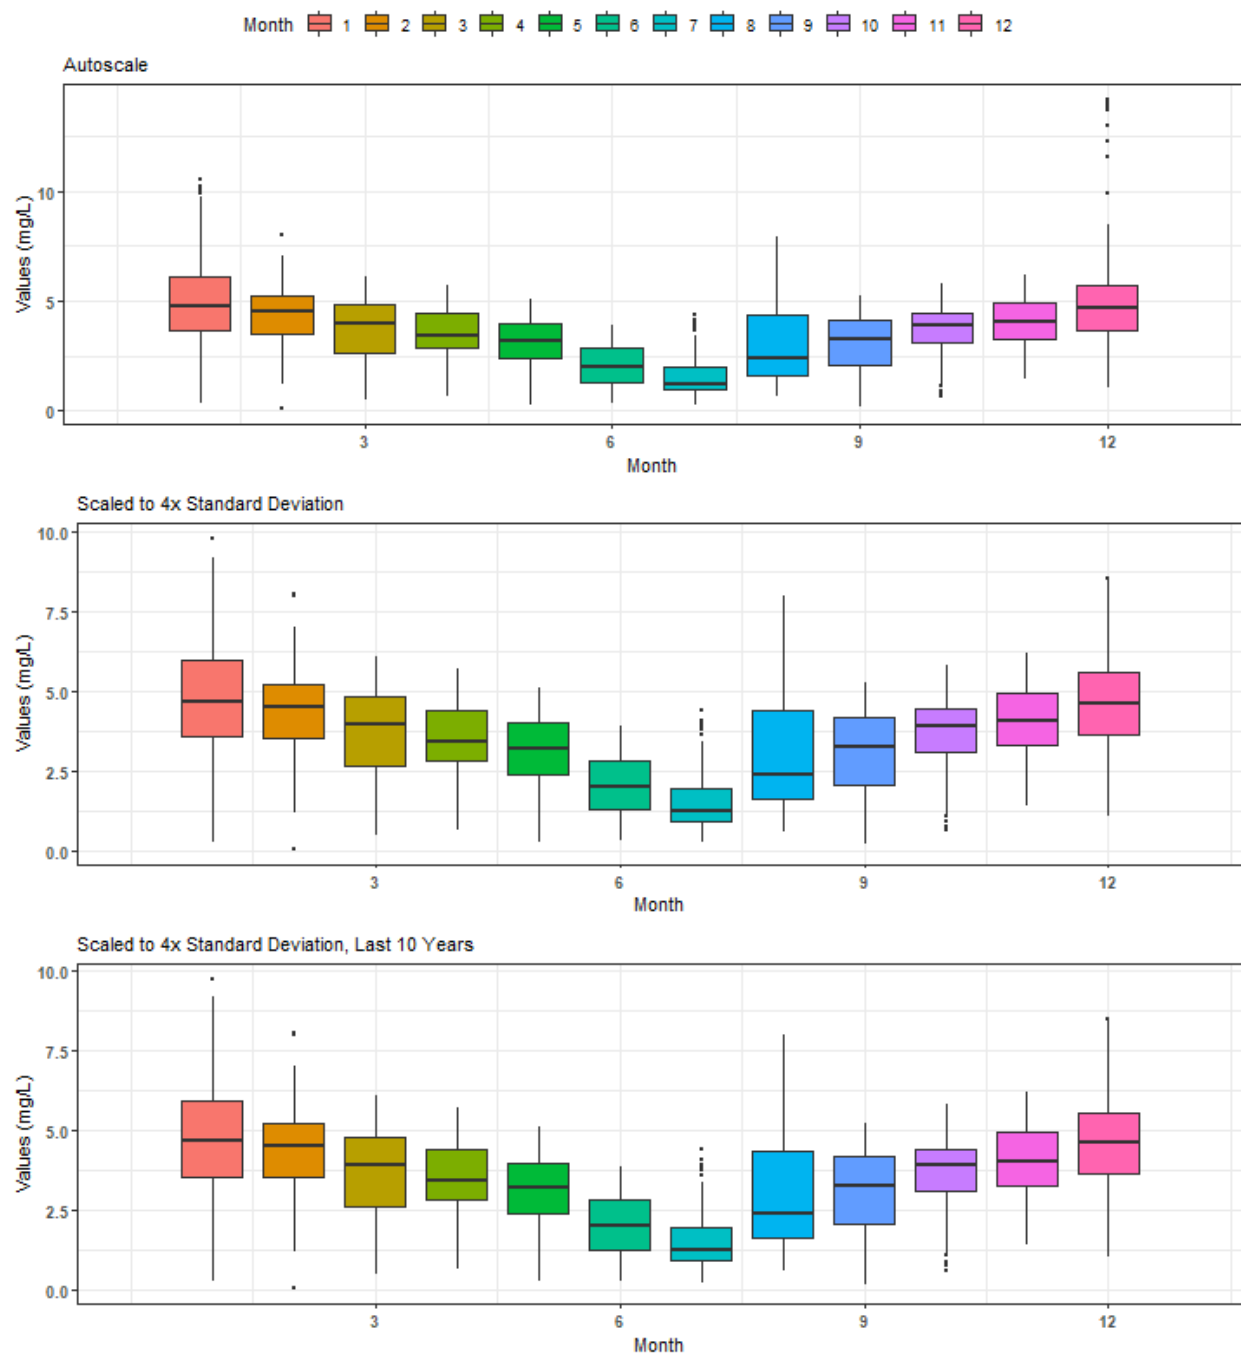 Month 1 2 3 4 5 6 7 8 9 10 11 12
Autoscale
Values (mg/L)
10
5
0
3 6 9 12
Month
Scaled to 4x Standard Deviation
Values (mg/L)
10.0
7.5
5.0
2.5
0.0
3 6 9 12
Month
Scaled to 4x Standard Deviation, Last 10 Years
Values (mg/L)
10.0
7.5
5.0
2.5
0.0
3 6 9 12
Month